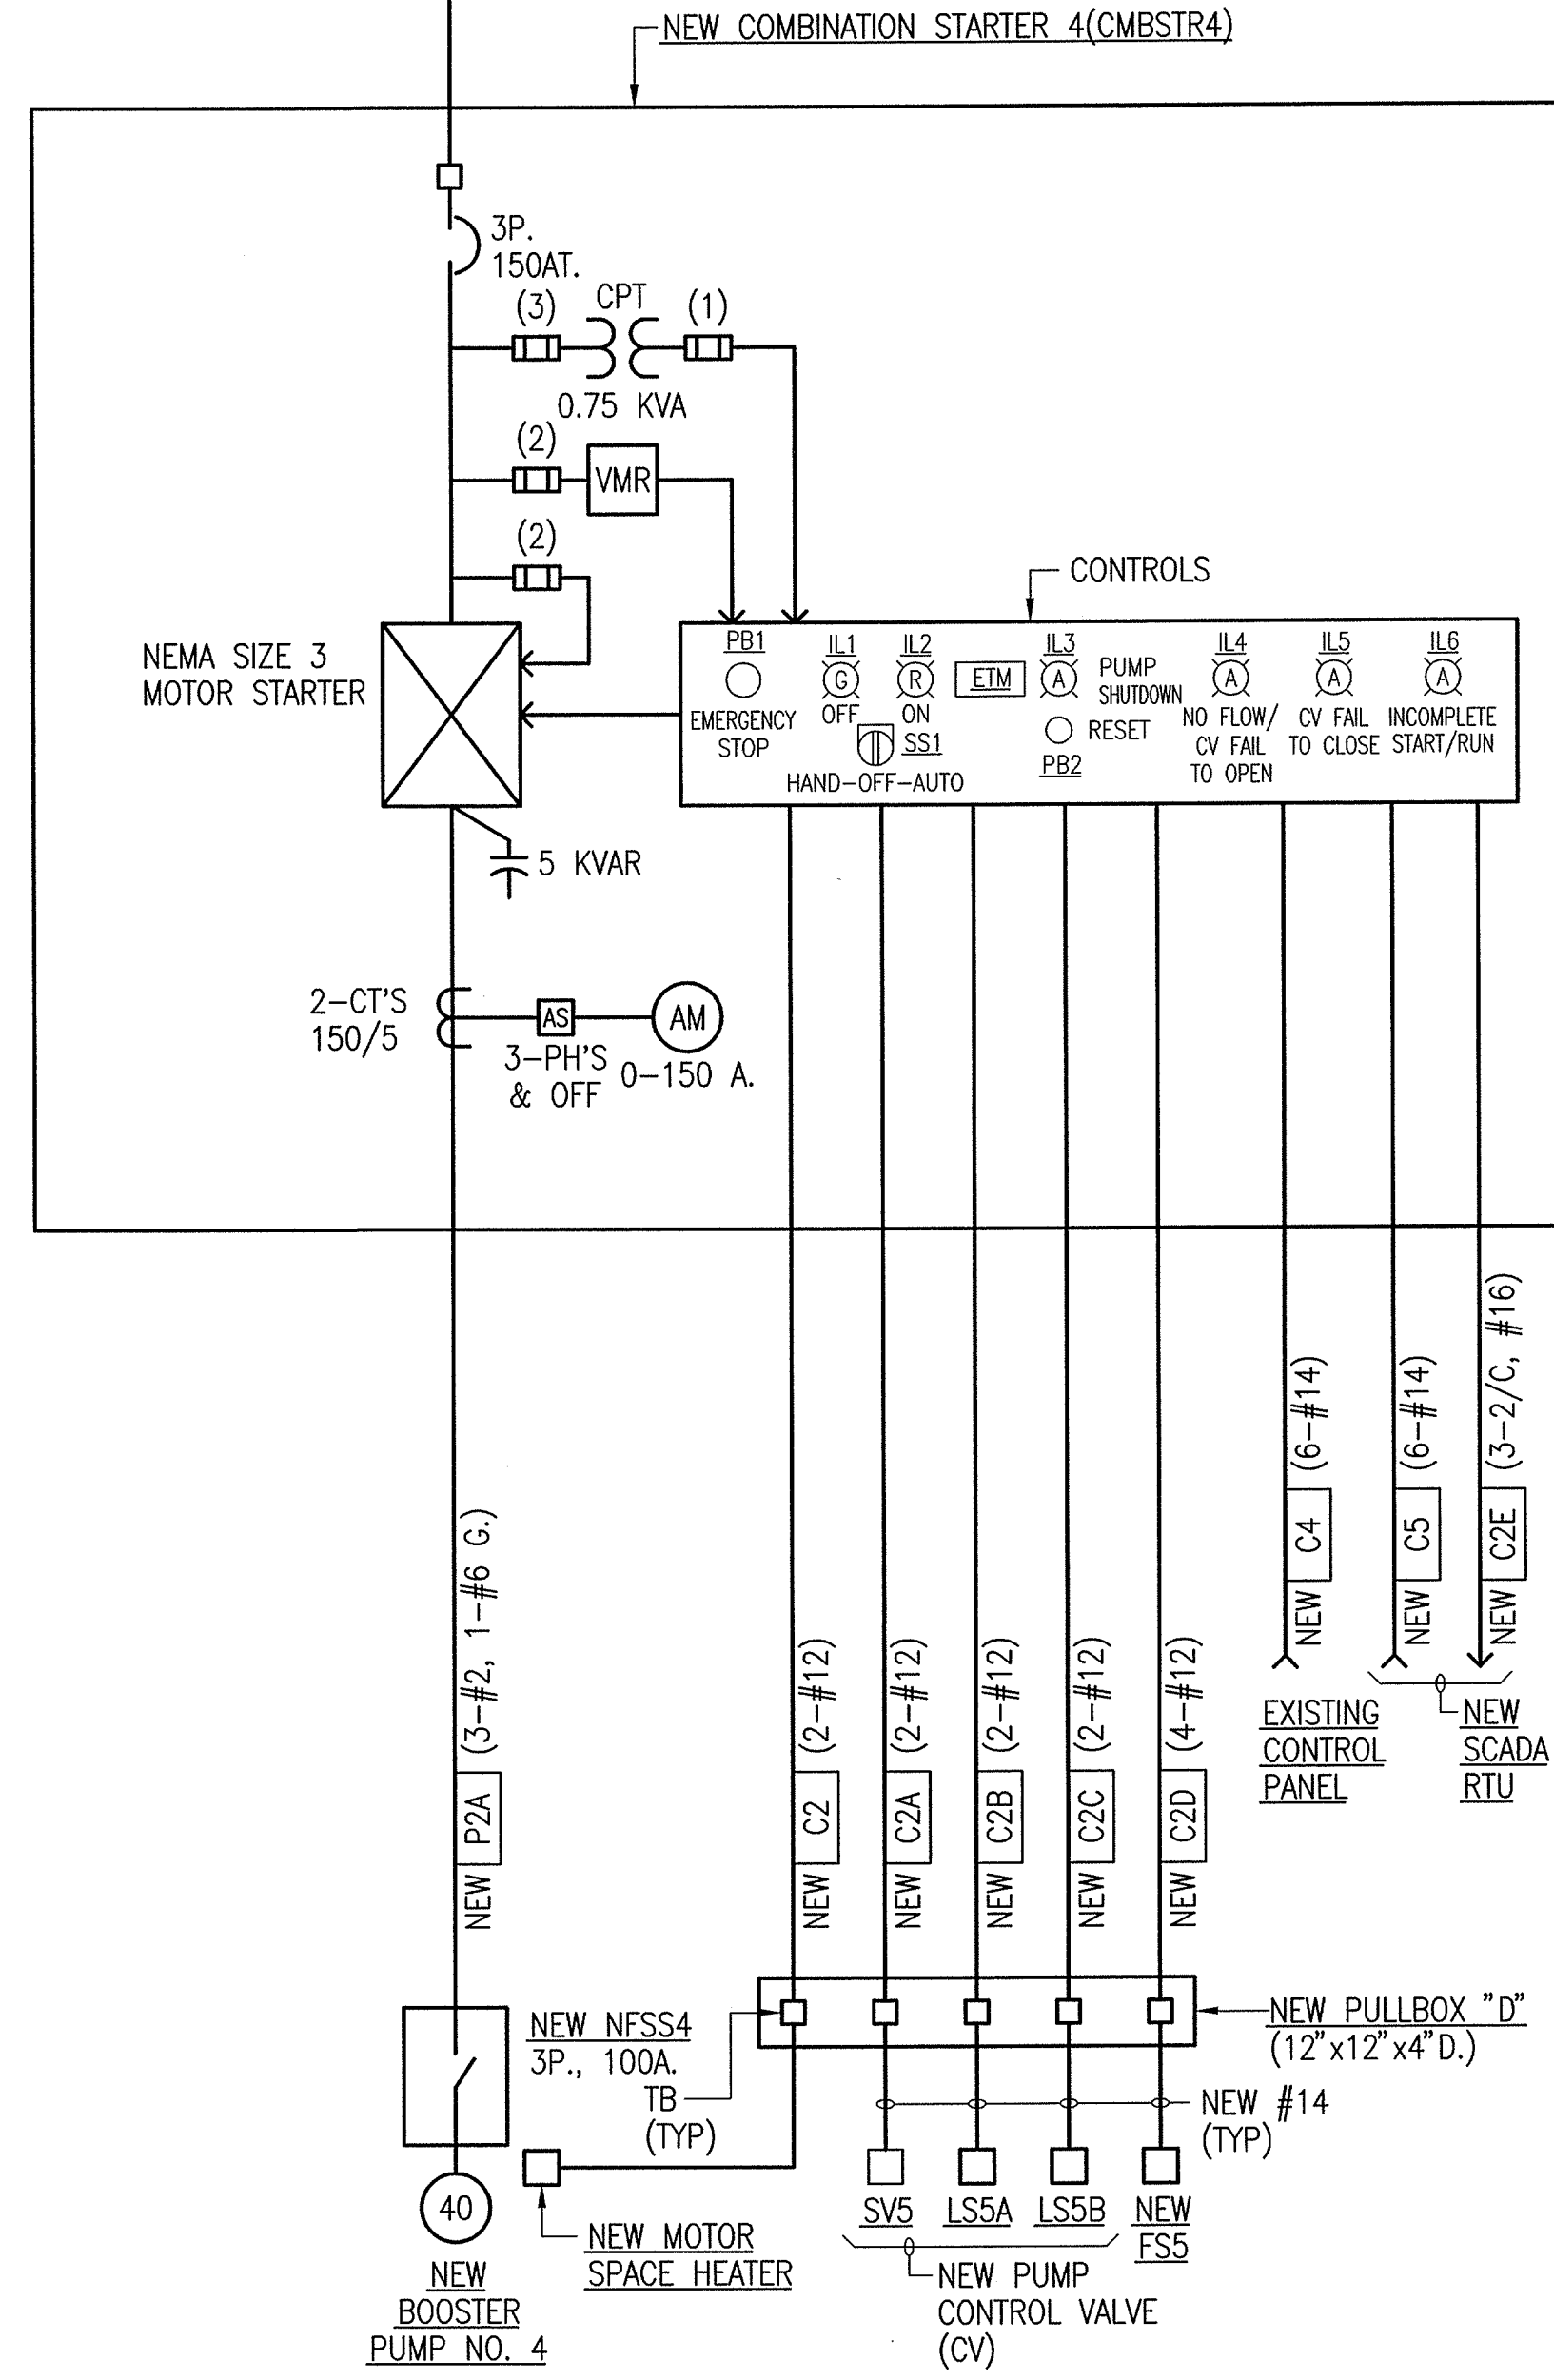 NEW COMBINATION STARTER 4(CMBSTR4)
3P.
150AT.
(3)
CPT
(1)
0.75 KVA
(2)
VMR
(2)
CONTROLS
NEMA SIZE 3
MOTOR STARTER
PB1
EMERGENCY
STOP
IL1
G
OFF
IL2
R
ON
SS1
HAND-OFF-AUTO
ETM
IL3
A
PUMP
SHUTDOWN
RESET
PB2
IL4
A
NO FLOW/
CV FAIL
TO OPEN
IL5
A
CV FAIL
TO CLOSE
IL6
A
INCOMPLETE
START/RUN
5 KVAR
2-CT'S
150/5
AS
AM
3-PH'S
& OFF
0-150 A.
NEW P2A (3-#2, 1-#6 G.)
NEW C2 (2-#12)
NEW C2A (2-#12)
NEW C2B (2-#12)
NEW C2C (2-#12)
NEW C2D (4-#12)
NEW C4 (6-#14)
NEW C5 (6-#14)
NEW C2E (3-2/C, #16)
EXISTING
CONTROL
PANEL
NEW
SCADA
RTU
NEW NFSS4
3P., 100A.
TB
(TYP)
NEW PULLBOX "D"
(12"x12"x4"D.)
NEW #14
(TYP)
40
NEW
BOOSTER
PUMP NO. 4
NEW MOTOR
SPACE HEATER
SV5
LS5A
LS5B
NEW
FS5
NEW PUMP
CONTROL VALVE
(CV)